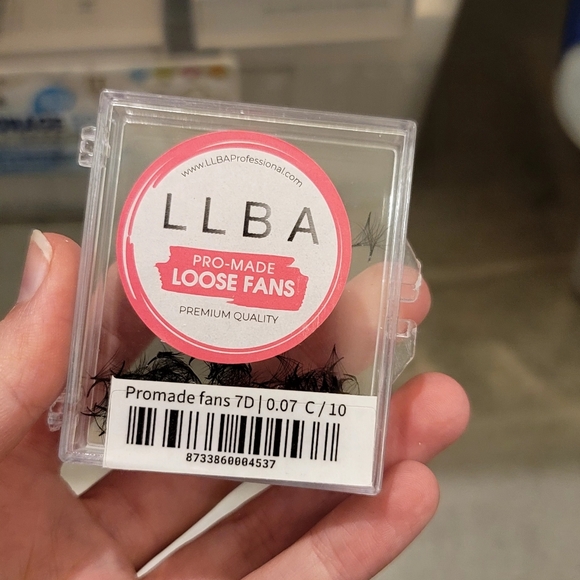 www.LLBAProfessional.com
LLBA
PRO-MADE
LOOSE FANS
PREMIUM QUALITY
Promade fans 7D | 0.07 C / 10
8733860004537